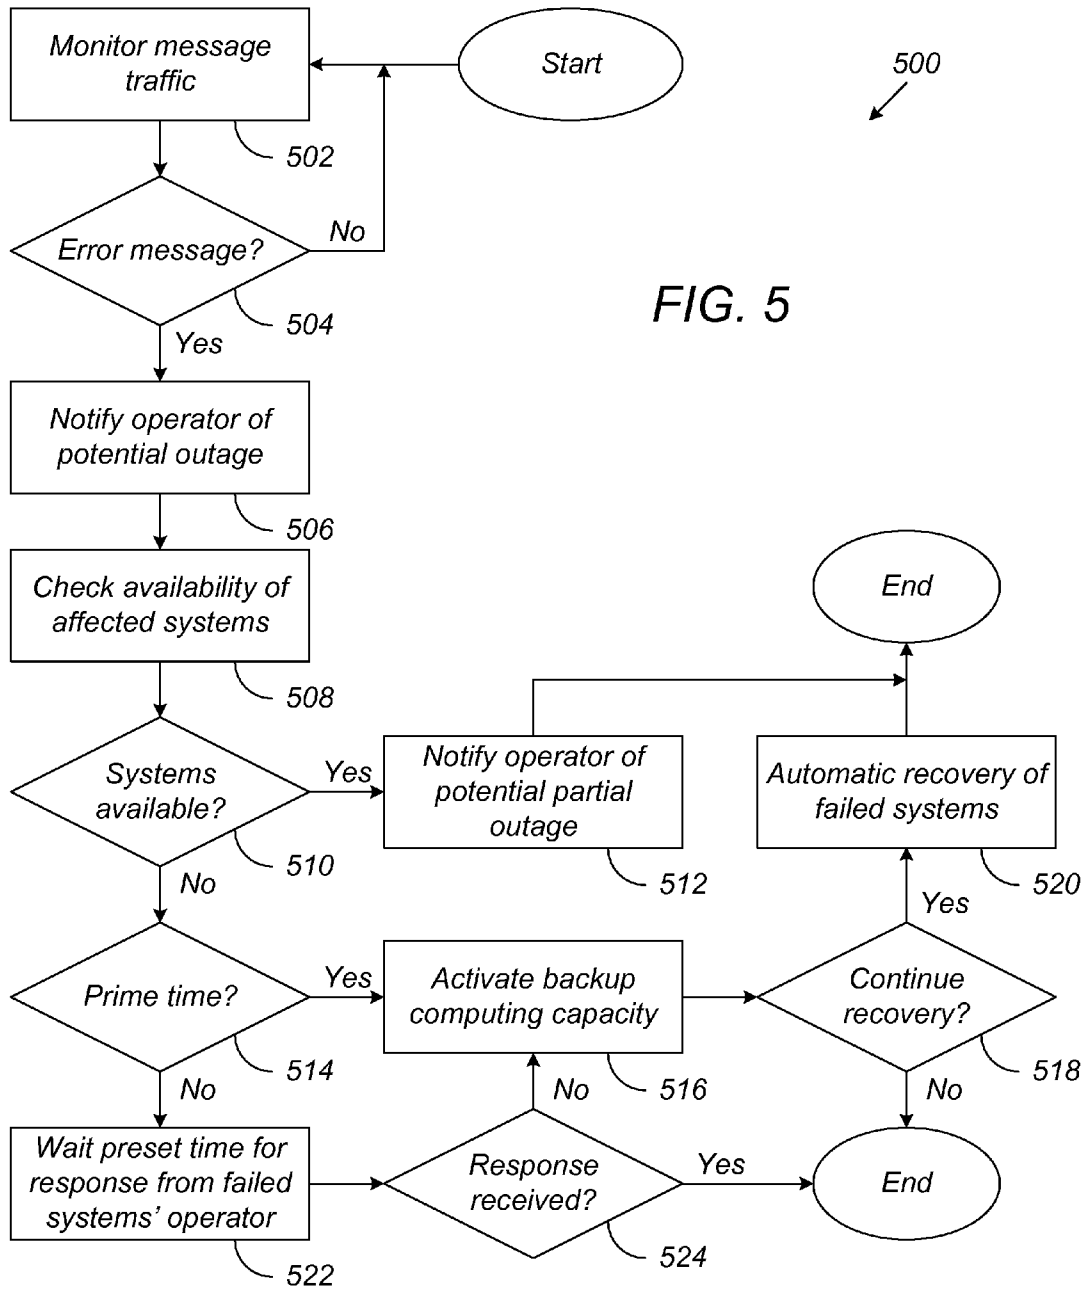 Monitor message
traffic
Start
500
502
Error message?
No
504
FIG. 5
Yes
Notify operator of
potential outage
506
Check availability of
affected systems
508
End
Systems
available?
Yes
Notify operator of
potential partial
outage
Automatic recovery of
failed systems
510
512
520
No
Yes
Prime time?
Yes
Activate backup
computing capacity
Continue
recovery?
514
516
518
No
No
No
Wait preset time for
response from failed
systems' operator
Response
received?
Yes
End
522
524